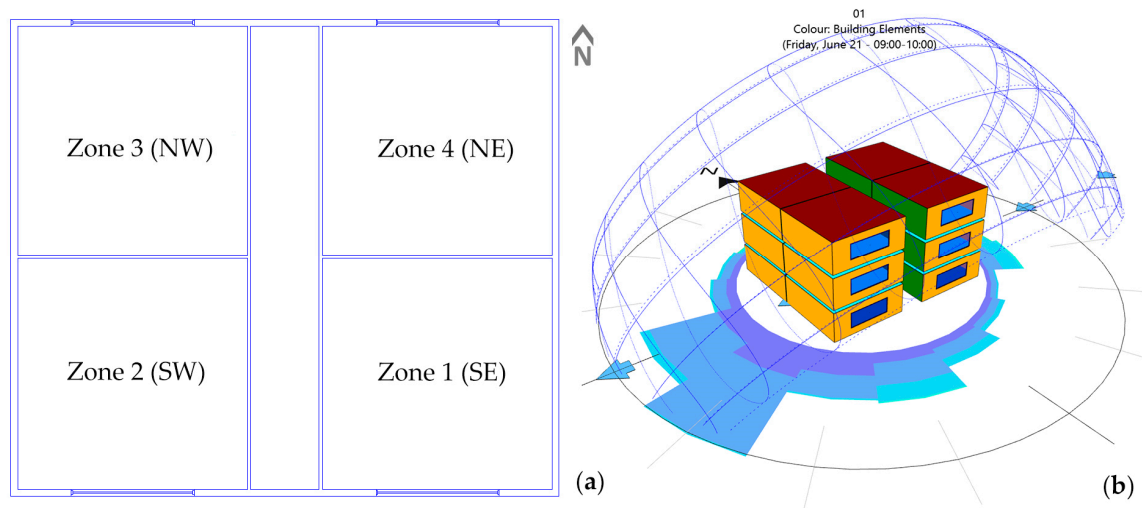 Zone 3 (NW)
Zone 4 (NE)
Zone 2 (SW)
Zone 1 (SE)
N
(a)
01
Colour: Building Elements
(Friday, June 21 - 09:00-10:00)
(b)